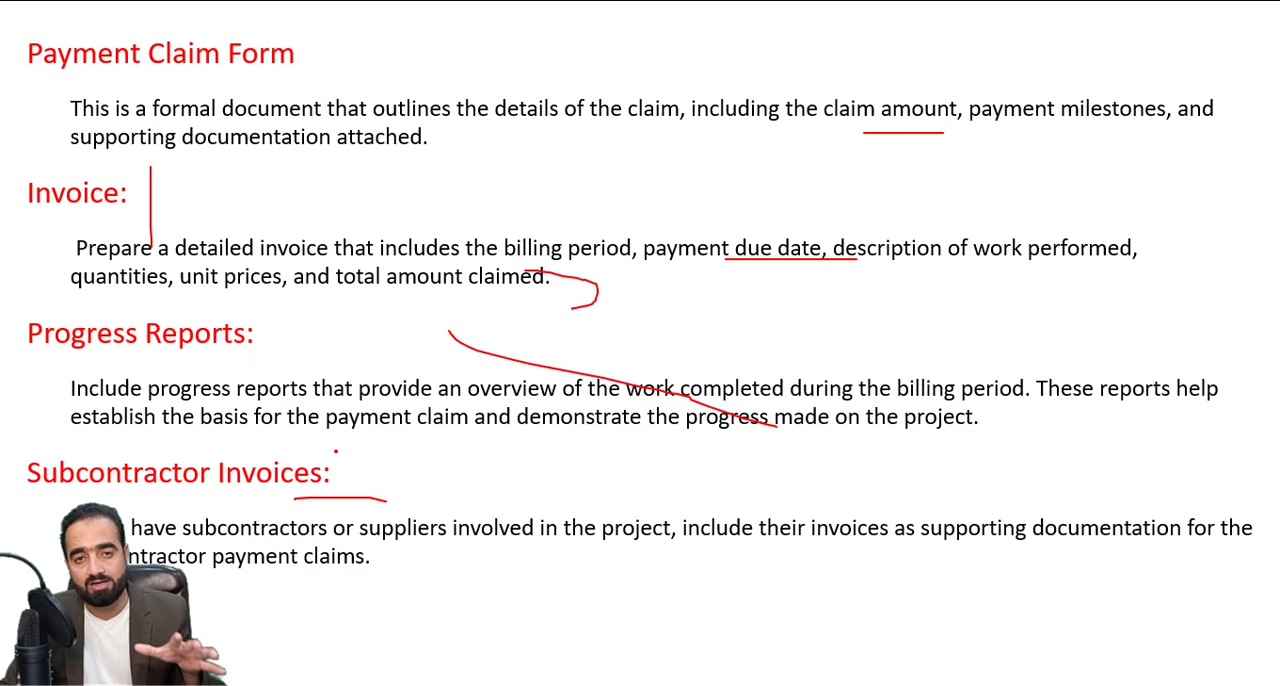 Payment Claim Form
This is a formal document that outlines the details of the claim, including the claim amount, payment milestones, and
supporting documentation attached.
Invoice:
Prepare a detailed invoice that includes the billing period, payment due date, description of work performed,
quantities, unit prices, and total amount claimed.
Progress Reports:
Include progress reports that provide an overview of the work completed during the billing period. These reports help
establish the basis for the payment claim and demonstrate the progress made on the project.
Subcontractor Invoices:
have subcontractors or suppliers involved in the project, include their invoices as supporting documentation for the
ntractor payment claims.